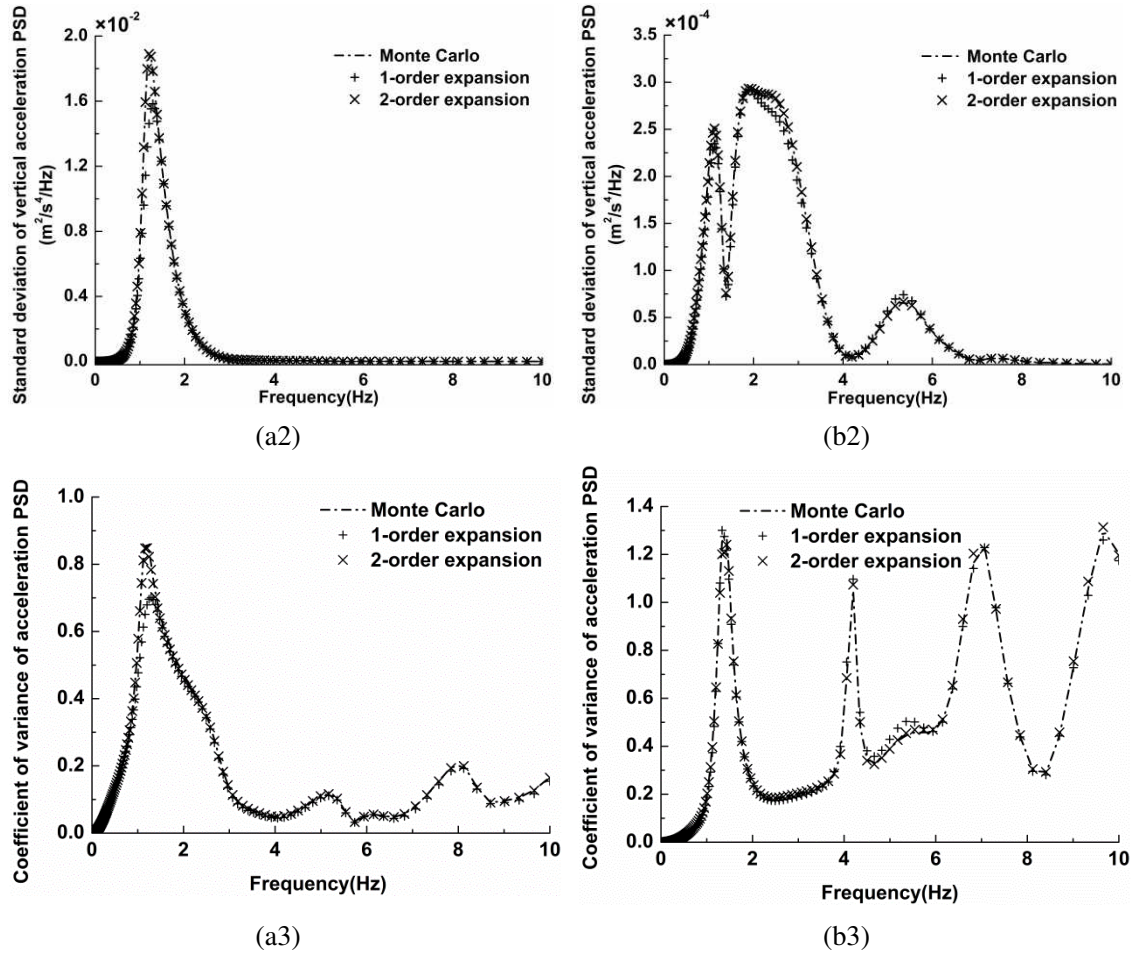 ×10⁻²
Standard deviation of vertical acceleration PSD
(m²/s⁴/Hz)
2.0
1.6
1.2
0.8
0.4
0.0
0 2 4 6 8 10
Frequency(Hz)
Monte Carlo
1-order expansion
2-order expansion
(a2)
×10⁻⁴
Standard deviation of vertical acceleration PSD
(m²/s⁴/Hz)
3.5
3.0
2.5
2.0
1.5
1.0
0.5
0.0
0 2 4 6 8 10
Frequency(Hz)
Monte Carlo
1-order expansion
2-order expansion
(b2)
Coefficient of variance of acceleration PSD
1.0
0.8
0.6
0.4
0.2
0.0
0 2 4 6 8 10
Frequency(Hz)
Monte Carlo
1-order expansion
2-order expansion
(a3)
Coefficient of variance of acceleration PSD
1.4
1.2
1.0
0.8
0.6
0.4
0.2
0.0
0 2 4 6 8 10
Frequency(Hz)
Monte Carlo
1-order expansion
2-order expansion
(b3)